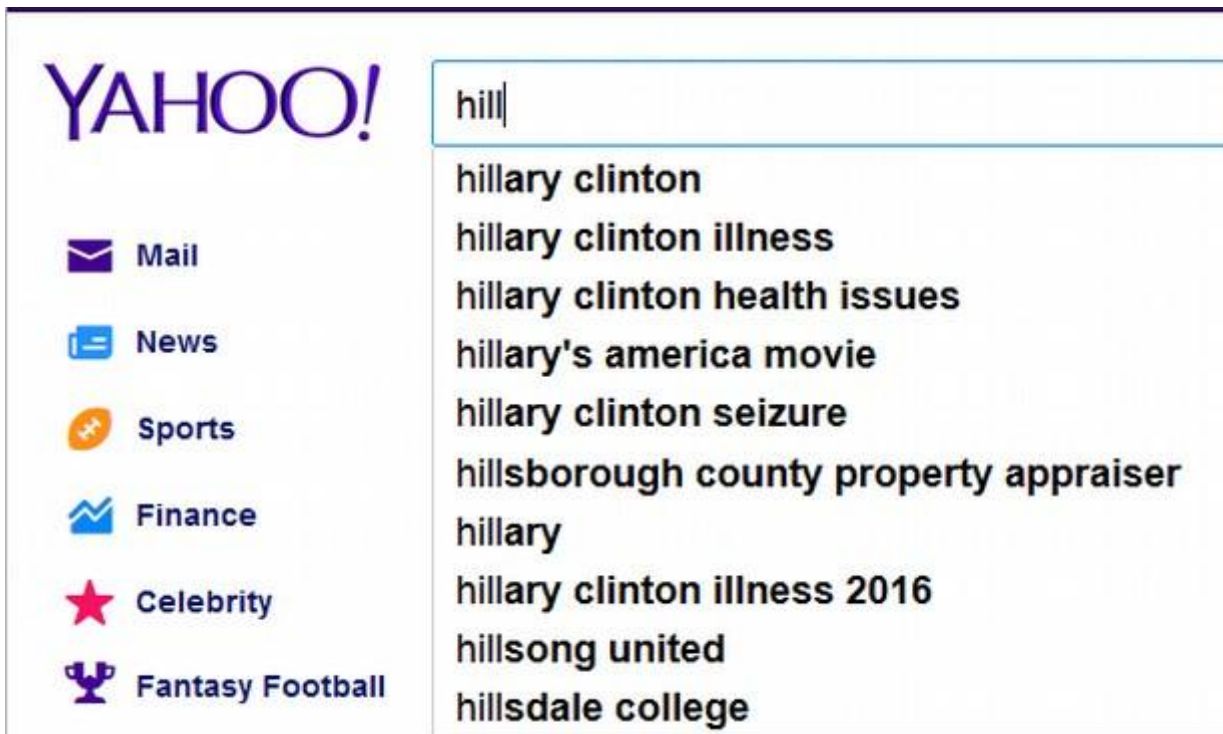 YAHOO!
hill
hillary clinton
hillary clinton illness
hillary clinton health issues
hillary's america movie
hillary clinton seizure
hillsborough county property appraiser
hillary
hillary clinton illness 2016
hillsong united
hillsdale college
Mail
News
Sports
Finance
Celebrity
Fantasy Football